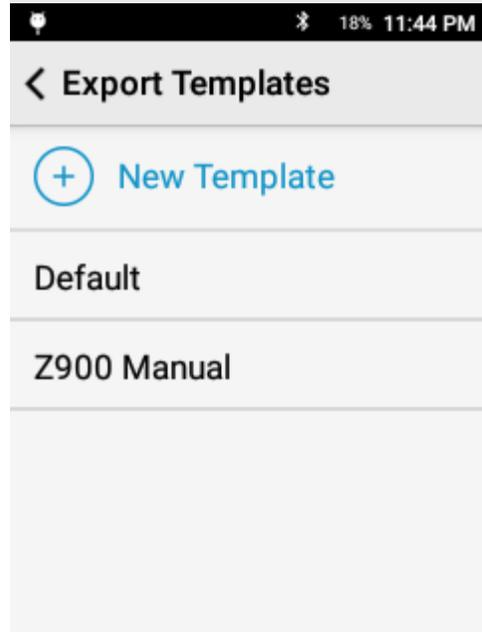 18% 11:44 PM
Export Templates
New Template
Default
Z900 Manual